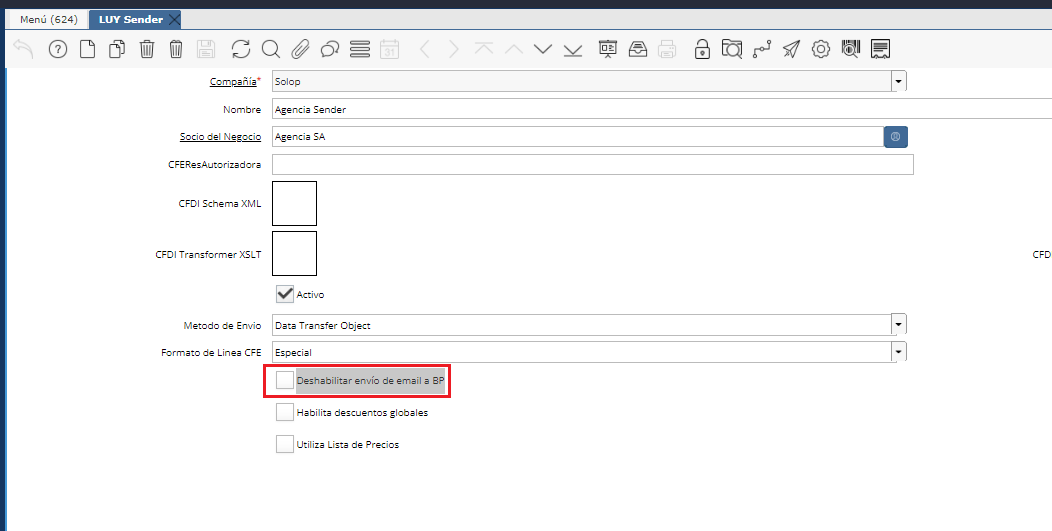 Menú (624)
LUY Sender
Compañía* Solop
Nombre Agencia Sender
Socio del Negocio Agencia SA
CFEResAutorizadora
CFDI Schema XML
CFDI Transformer XSLT CFD
Activo
Metodo de Envio Data Transfer Object
Formato de Linea CFE Especial
Deshabilitar envío de email a BP
Habilita descuentos globales
Utiliza Lista de Precios